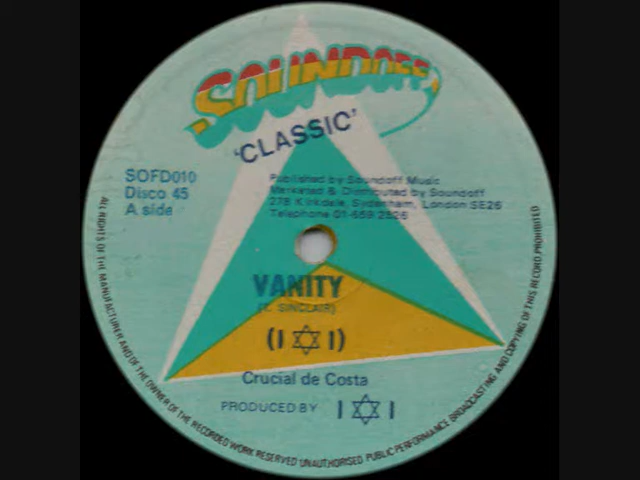 SOUNDOFF
'CLASSIC'
SOFD010
Disco 45
A side
Published by Soundoff Music
Marketed & Distributed by Soundoff
278 Kirkdale, Sydenham, London SE26
Telephone 01-659 2526
VANITY
SINCLAIR)
(I ✡ I)
Crucial de Costa
PRODUCED BY I ✡ I
ALL RIGHTS OF THE MANUFACTURER AND OF THE OWNER OF THE RECORDED WORK RESERVED UNAUTHORISED PUBLIC PERFORMANCE BROADCASTING AND COPYING OF THIS RECORD PROHIBITED